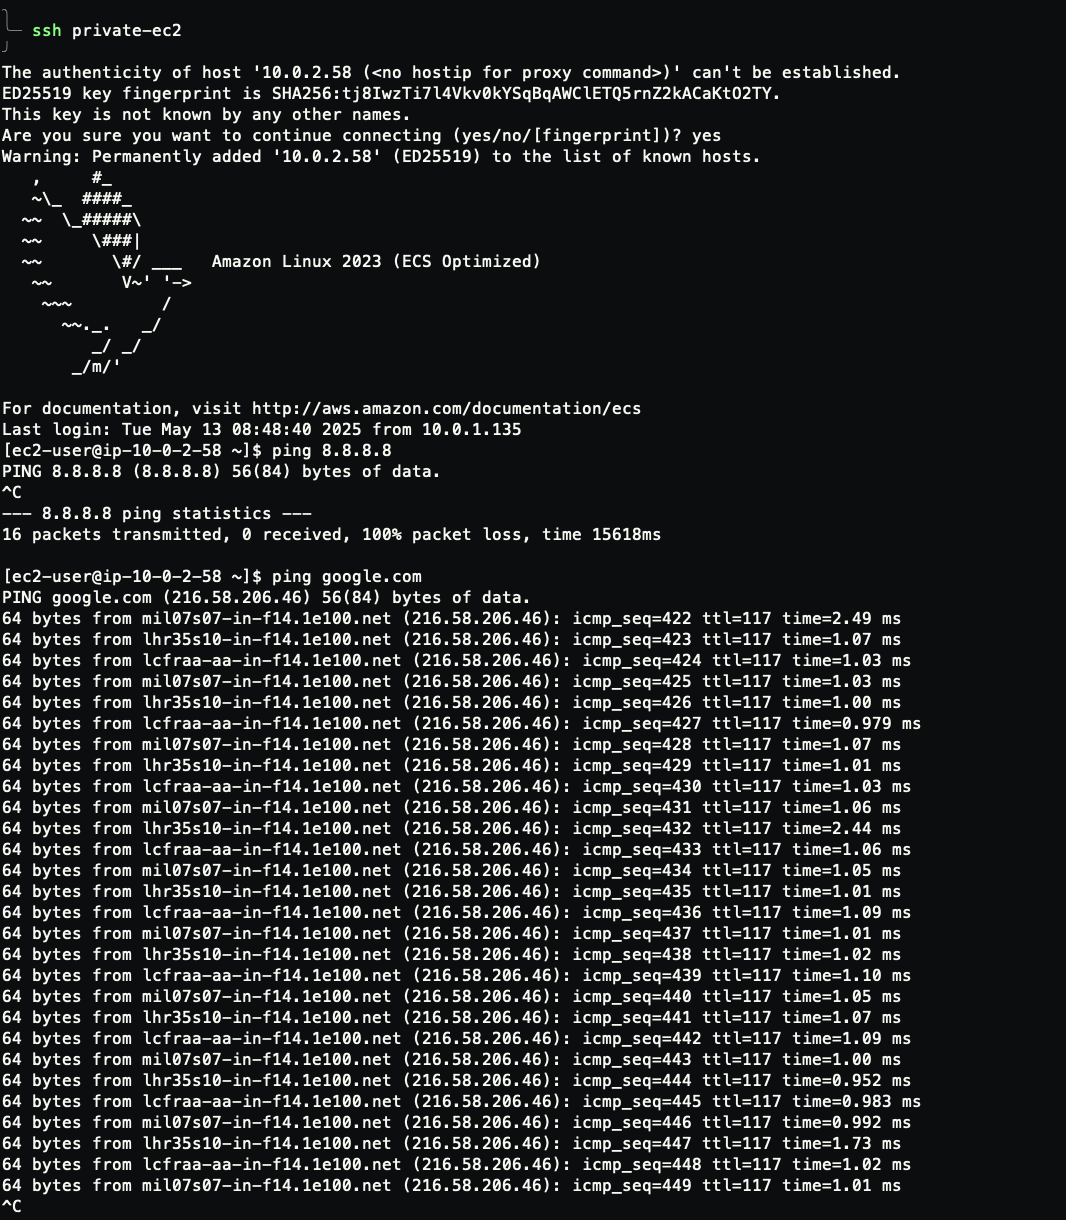 ssh private-ec2
The authenticity of host '10.0.2.58 (<no hostip for proxy command>)' can't be established.
ED25519 key fingerprint is SHA256:tj8IwzTi7l4Vkv0kYSqBqAWClETQ5rnZ2kACaKtO2TY.
This key is not known by any other names.
Are you sure you want to continue connecting (yes/no/[fingerprint])? yes
Warning: Permanently added '10.0.2.58' (ED25519) to the list of known hosts.
   ,     #_
   ~\_  ####_
  ~~  \_#####\
  ~~     \###|
  ~~       \#/ ___   Amazon Linux 2023 (ECS Optimized)
   ~~       V~' '->
    ~~~         /
      ~~._.   _/
         _/ _/
       _/m/'
For documentation, visit http://aws.amazon.com/documentation/ecs
Last login: Tue May 13 08:48:40 2025 from 10.0.1.135
[ec2-user@ip-10-0-2-58 ~]$ ping 8.8.8.8
PING 8.8.8.8 (8.8.8.8) 56(84) bytes of data.
^C
--- 8.8.8.8 ping statistics ---
16 packets transmitted, 0 received, 100% packet loss, time 15618ms
[ec2-user@ip-10-0-2-58 ~]$ ping google.com
PING google.com (216.58.206.46) 56(84) bytes of data.
64 bytes from mil07s07-in-f14.1e100.net (216.58.206.46): icmp_seq=422 ttl=117 time=2.49 ms
64 bytes from lhr35s10-in-f14.1e100.net (216.58.206.46): icmp_seq=423 ttl=117 time=1.07 ms
64 bytes from lcfraa-aa-in-f14.1e100.net (216.58.206.46): icmp_seq=424 ttl=117 time=1.03 ms
64 bytes from mil07s07-in-f14.1e100.net (216.58.206.46): icmp_seq=425 ttl=117 time=1.03 ms
64 bytes from lhr35s10-in-f14.1e100.net (216.58.206.46): icmp_seq=426 ttl=117 time=1.00 ms
64 bytes from lcfraa-aa-in-f14.1e100.net (216.58.206.46): icmp_seq=427 ttl=117 time=0.979 ms
64 bytes from mil07s07-in-f14.1e100.net (216.58.206.46): icmp_seq=428 ttl=117 time=1.07 ms
64 bytes from lhr35s10-in-f14.1e100.net (216.58.206.46): icmp_seq=429 ttl=117 time=1.01 ms
64 bytes from lcfraa-aa-in-f14.1e100.net (216.58.206.46): icmp_seq=430 ttl=117 time=1.03 ms
64 bytes from mil07s07-in-f14.1e100.net (216.58.206.46): icmp_seq=431 ttl=117 time=1.06 ms
64 bytes from lhr35s10-in-f14.1e100.net (216.58.206.46): icmp_seq=432 ttl=117 time=2.44 ms
64 bytes from lcfraa-aa-in-f14.1e100.net (216.58.206.46): icmp_seq=433 ttl=117 time=1.06 ms
64 bytes from mil07s07-in-f14.1e100.net (216.58.206.46): icmp_seq=434 ttl=117 time=1.05 ms
64 bytes from lhr35s10-in-f14.1e100.net (216.58.206.46): icmp_seq=435 ttl=117 time=1.01 ms
64 bytes from lcfraa-aa-in-f14.1e100.net (216.58.206.46): icmp_seq=436 ttl=117 time=1.09 ms
64 bytes from mil07s07-in-f14.1e100.net (216.58.206.46): icmp_seq=437 ttl=117 time=1.01 ms
64 bytes from lhr35s10-in-f14.1e100.net (216.58.206.46): icmp_seq=438 ttl=117 time=1.02 ms
64 bytes from lcfraa-aa-in-f14.1e100.net (216.58.206.46): icmp_seq=439 ttl=117 time=1.10 ms
64 bytes from mil07s07-in-f14.1e100.net (216.58.206.46): icmp_seq=440 ttl=117 time=1.05 ms
64 bytes from lhr35s10-in-f14.1e100.net (216.58.206.46): icmp_seq=441 ttl=117 time=1.07 ms
64 bytes from lcfraa-aa-in-f14.1e100.net (216.58.206.46): icmp_seq=442 ttl=117 time=1.09 ms
64 bytes from mil07s07-in-f14.1e100.net (216.58.206.46): icmp_seq=443 ttl=117 time=1.00 ms
64 bytes from lhr35s10-in-f14.1e100.net (216.58.206.46): icmp_seq=444 ttl=117 time=0.952 ms
64 bytes from lcfraa-aa-in-f14.1e100.net (216.58.206.46): icmp_seq=445 ttl=117 time=0.983 ms
64 bytes from mil07s07-in-f14.1e100.net (216.58.206.46): icmp_seq=446 ttl=117 time=0.992 ms
64 bytes from lhr35s10-in-f14.1e100.net (216.58.206.46): icmp_seq=447 ttl=117 time=1.73 ms
64 bytes from lcfraa-aa-in-f14.1e100.net (216.58.206.46): icmp_seq=448 ttl=117 time=1.02 ms
64 bytes from mil07s07-in-f14.1e100.net (216.58.206.46): icmp_seq=449 ttl=117 time=1.01 ms
^C